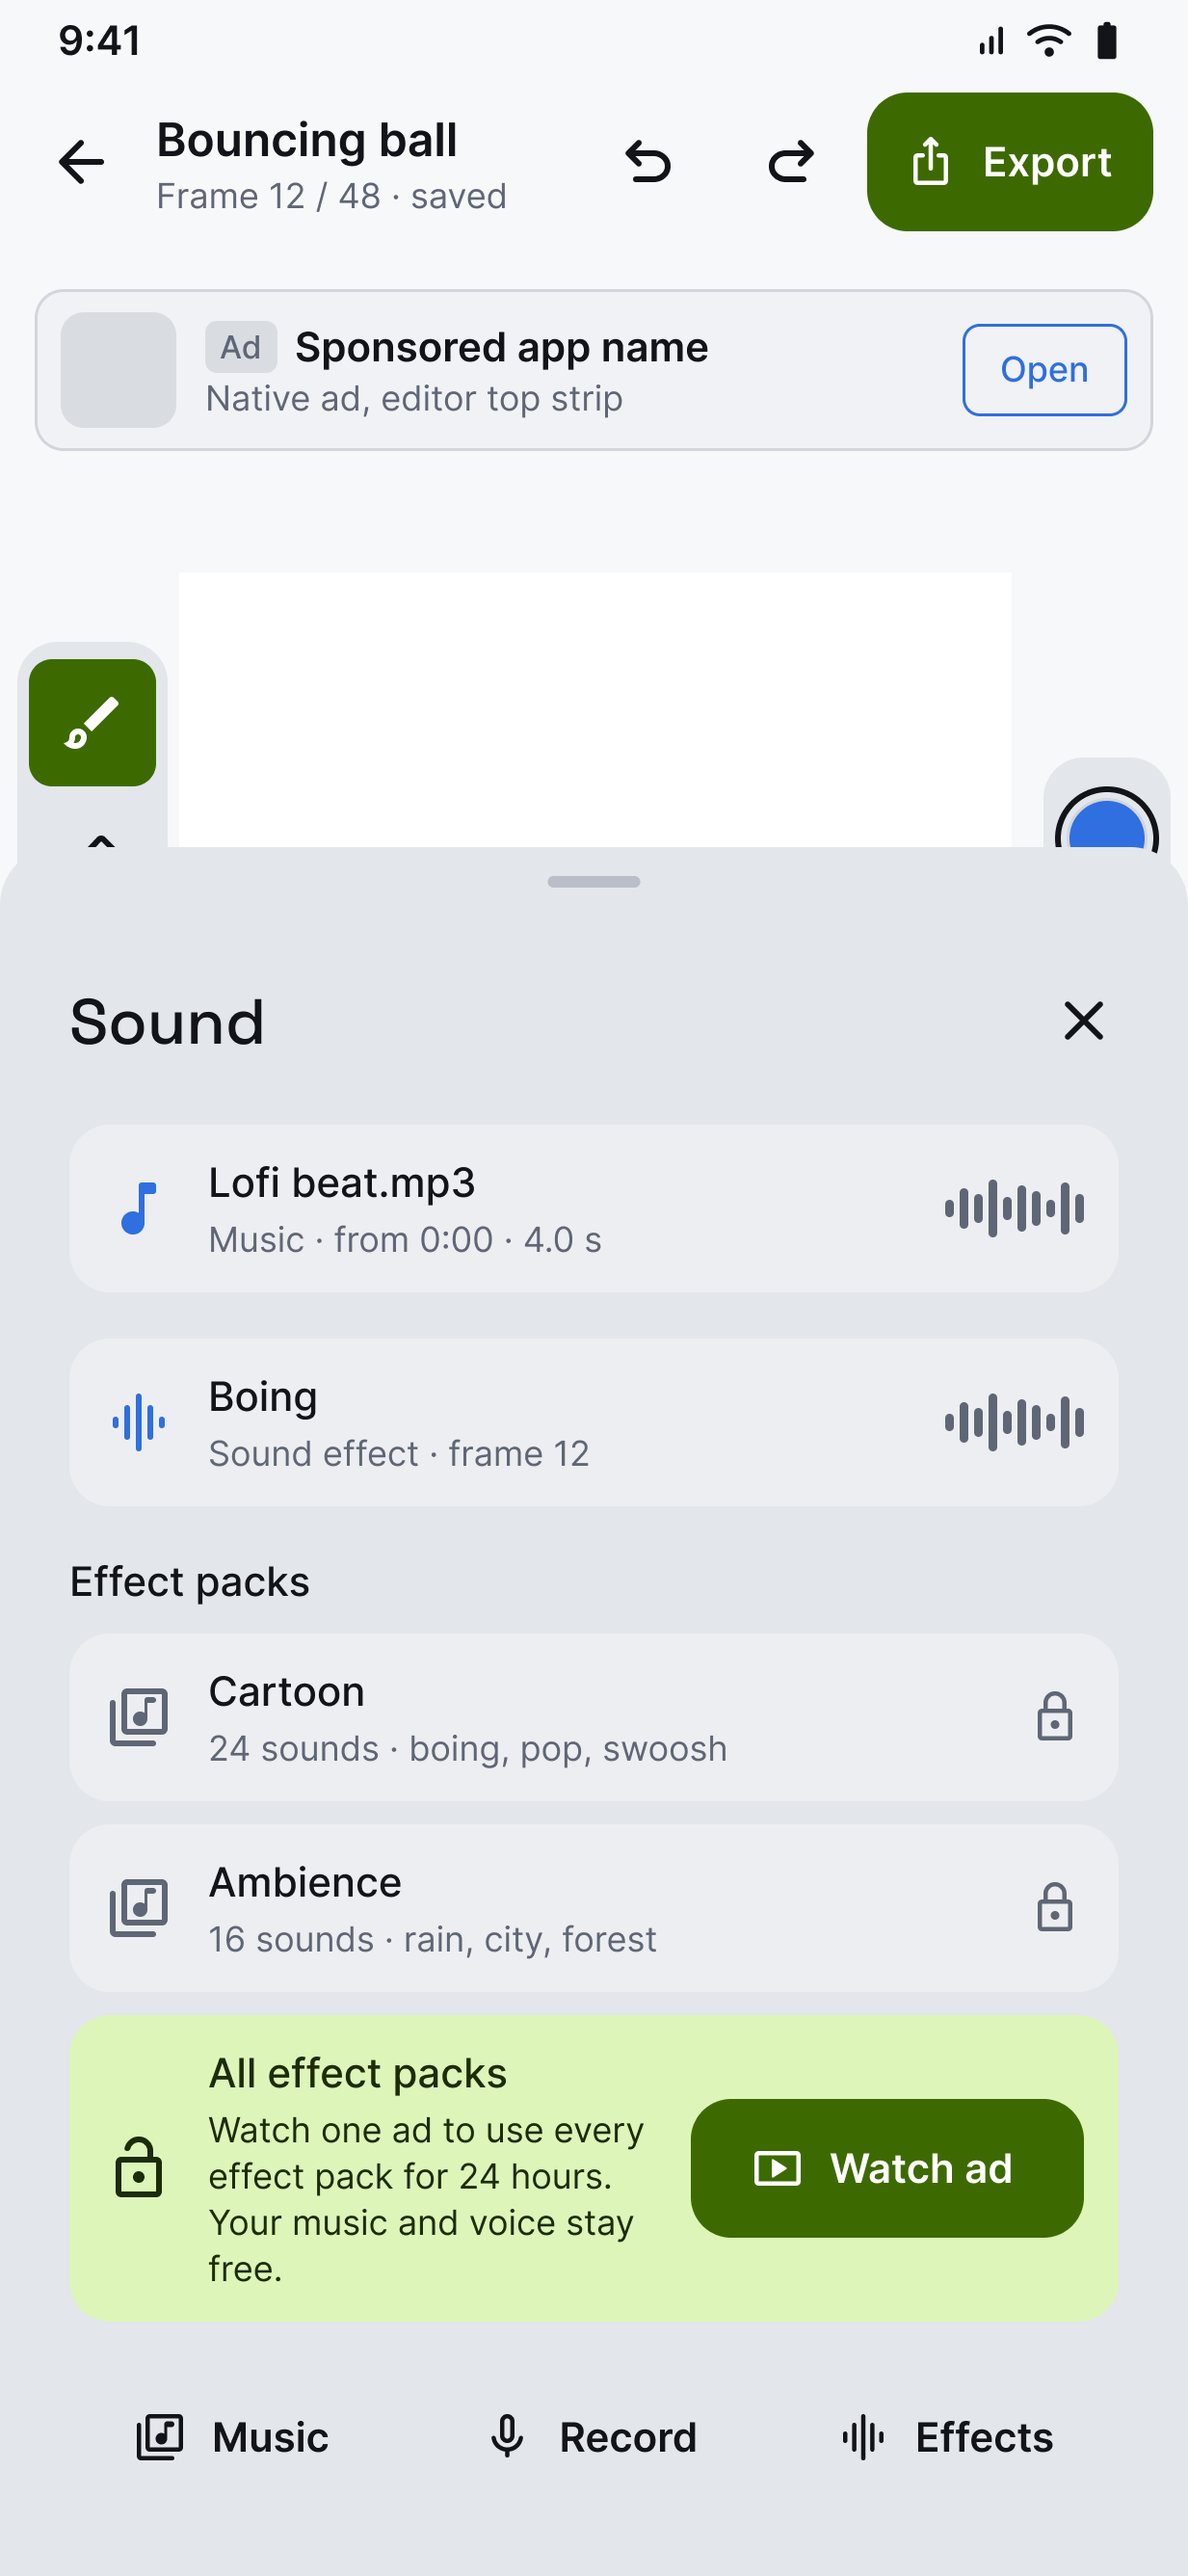 9:41
Bouncing ball
Frame 12 / 48 · saved
Export
Ad Sponsored app name
Native ad, editor top strip
Open
Sound
Lofi beat.mp3
Music · from 0:00 · 4.0 s
Boing
Sound effect · frame 12
Effect packs
Cartoon
24 sounds · boing, pop, swoosh
Ambience
16 sounds · rain, city, forest
All effect packs
Watch one ad to use every
effect pack for 24 hours.
Your music and voice stay
free.
Watch ad
Music Record Effects